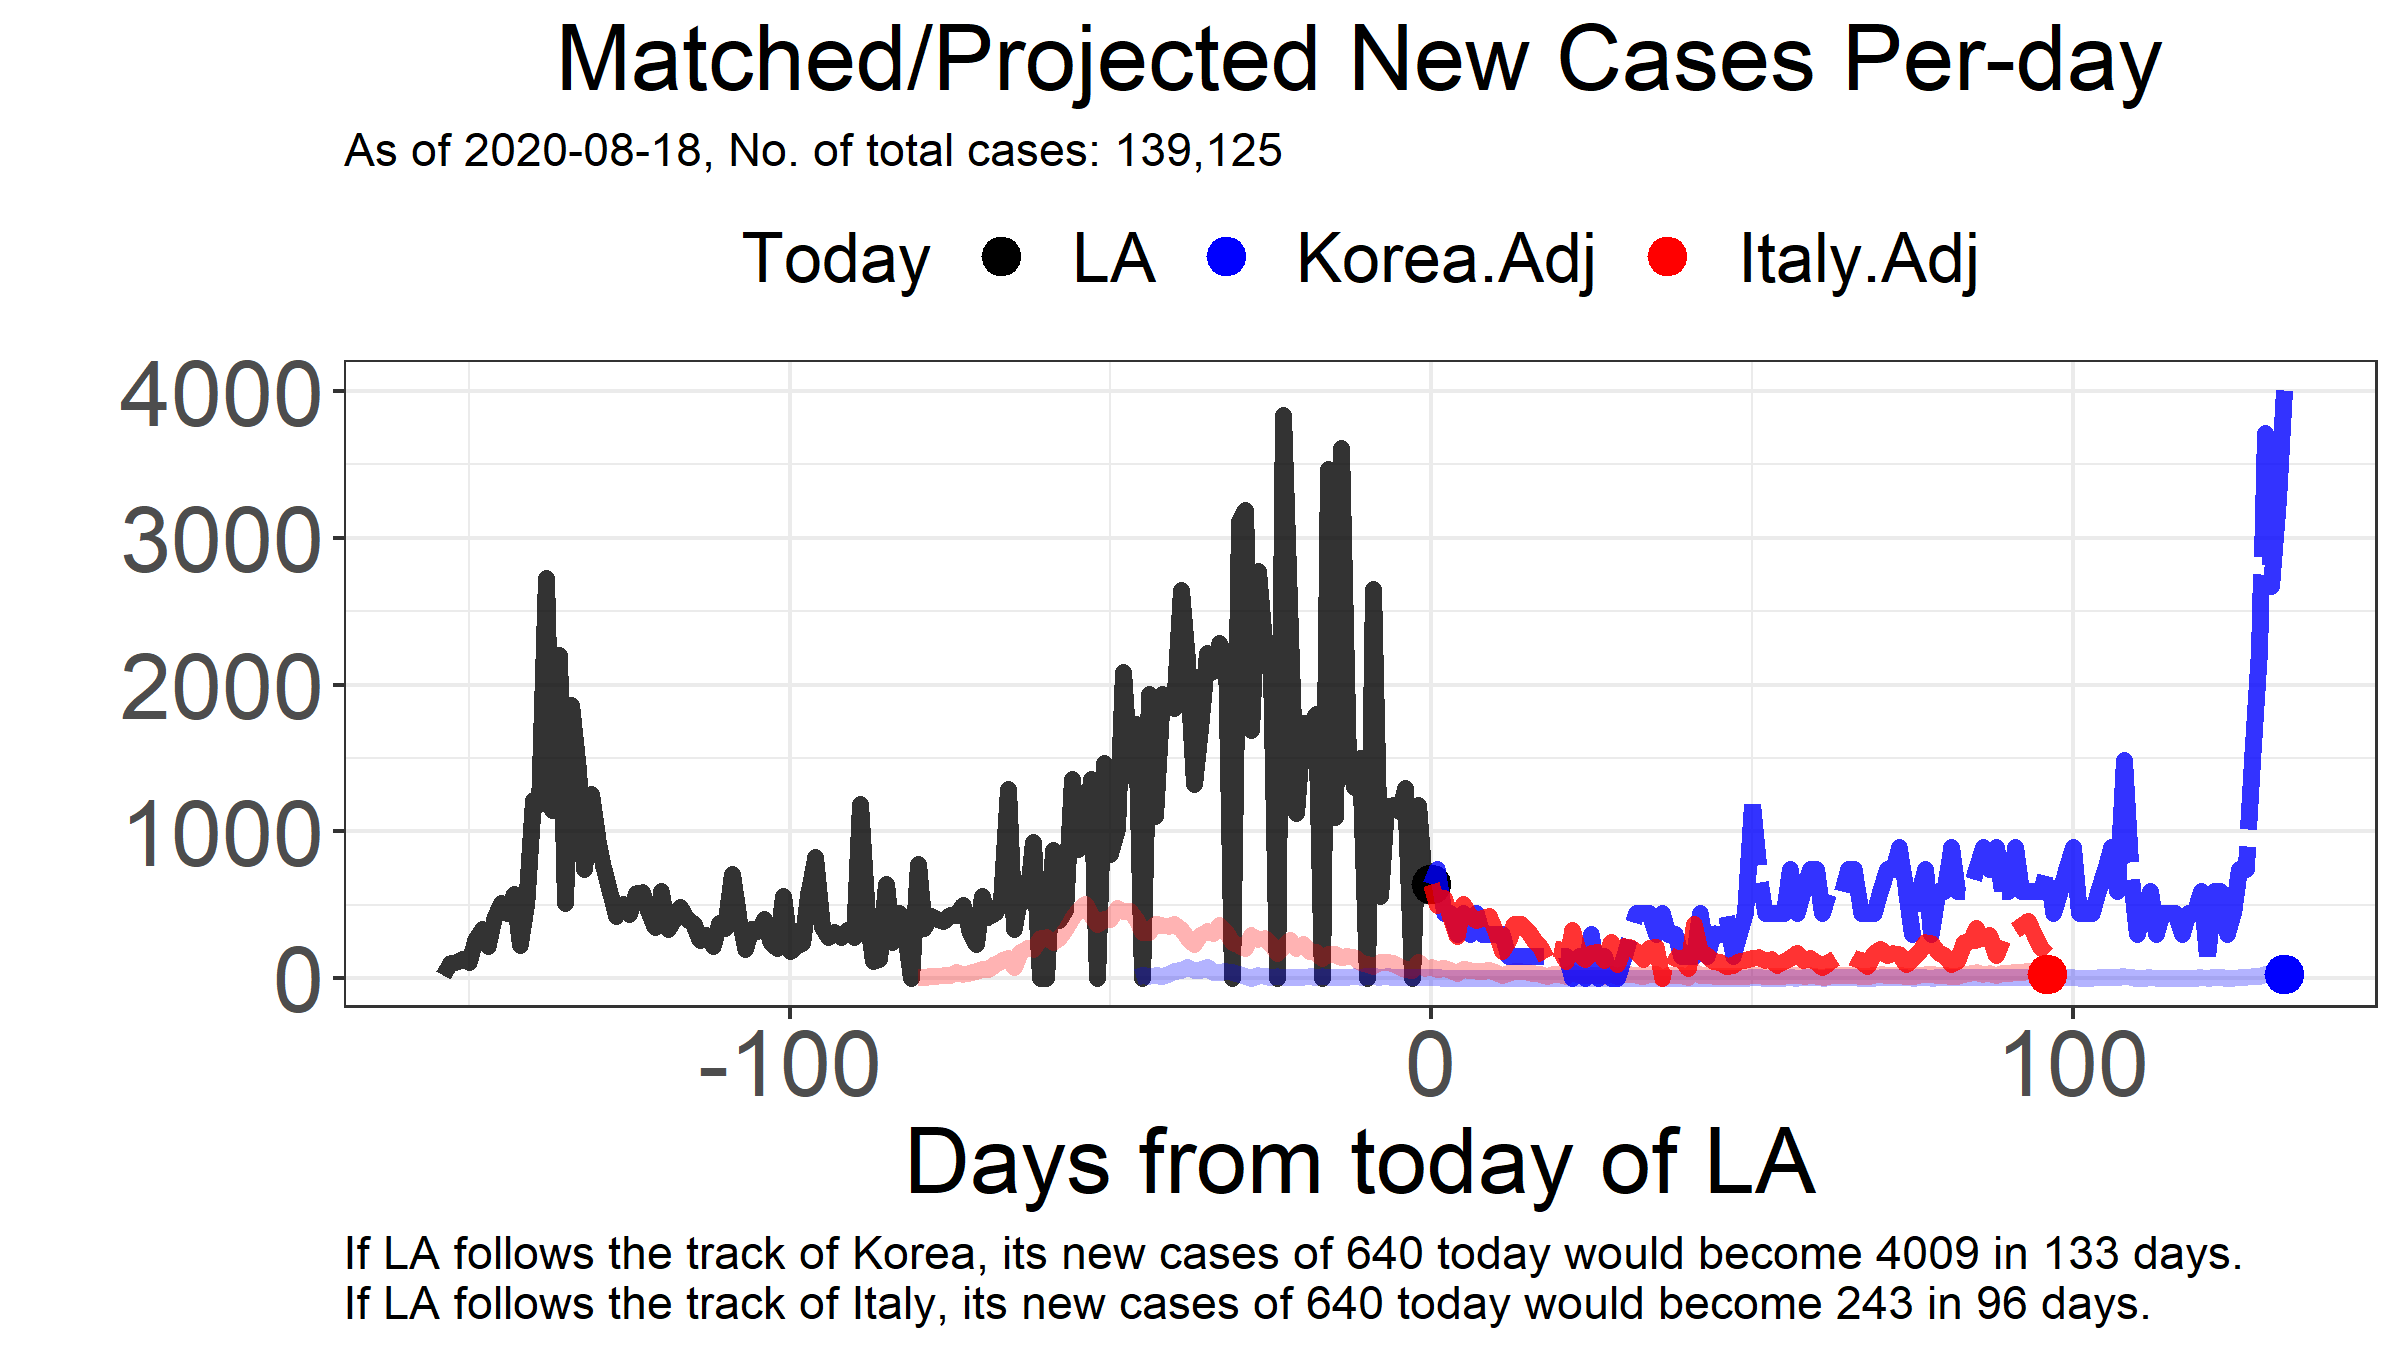 Matched/Projected New Cases Per-day
As of 2020-08-18, No. of total cases: 139,125
Today LA Korea.Adj Italy.Adj
4000
3000
2000
1000
0
-100 0 100
Days from today of LA
If LA follows the track of Korea, its new cases of 640 today would become 4009 in 133 days.
If LA follows the track of Italy, its new cases of 640 today would become 243 in 96 days.